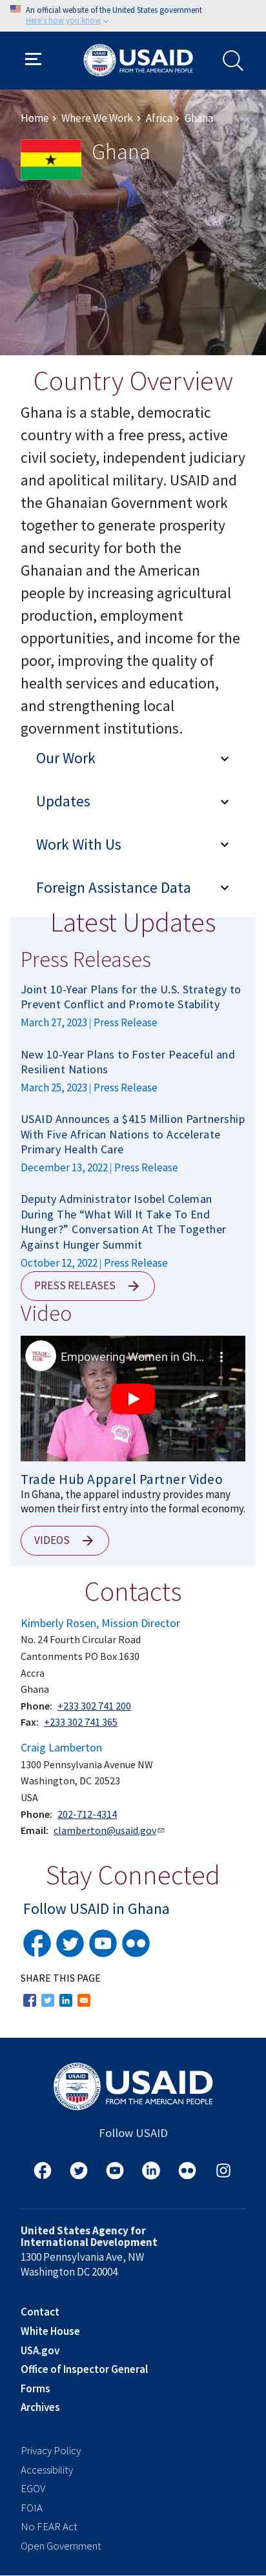 An official website of the United States government
Here's how you know
USAID
FROM THE AMERICAN PEOPLE
Home > Where We Work > Africa > Ghana
Ghana
Country Overview
Ghana is a stable, democratic
country with a free press, active
civil society, independent judiciary
and apolitical military. USAID and
the Ghanaian Government work
together to generate prosperity
and security for both the
Ghanaian and the American
people by increasing agricultural
production, employment
opportunities, and income for the
poor, improving the quality of
health services and education,
and strengthening local
government institutions.
Our Work
Updates
Work With Us
Foreign Assistance Data
Latest Updates
Press Releases
Joint 10-Year Plans for the U.S. Strategy to
Prevent Conflict and Promote Stability
March 27, 2023 | Press Release
New 10-Year Plans to Foster Peaceful and
Resilient Nations
March 25, 2023 | Press Release
USAID Announces a $415 Million Partnership
With Five African Nations to Accelerate
Primary Health Care
December 13, 2022 | Press Release
Deputy Administrator Isobel Coleman
During The “What Will It Take To End
Hunger?” Conversation At The Together
Against Hunger Summit
October 12, 2022 | Press Release
PRESS RELEASES
Video
Empowering Women in Gh...
Trade Hub Apparel Partner Video
In Ghana, the apparel industry provides many
women their first entry into the formal economy.
VIDEOS
Contacts
Kimberly Rosen, Mission Director
No. 24 Fourth Circular Road
Cantonments PO Box 1630
Accra
Ghana
Phone: +233 302 741 200
Fax: +233 302 741 365
Craig Lamberton
1300 Pennsylvania Avenue NW
Washington, DC 20523
USA
Phone: 202-712-4314
Email: clamberton@usaid.gov
Stay Connected
Follow USAID in Ghana
SHARE THIS PAGE
USAID
FROM THE AMERICAN PEOPLE
Follow USAID
United States Agency for
International Development
1300 Pennsylvania Ave, NW
Washington DC 20004
Contact
White House
USA.gov
Office of Inspector General
Forms
Archives
Privacy Policy
Accessibility
EGOV
FOIA
No FEAR Act
Open Government